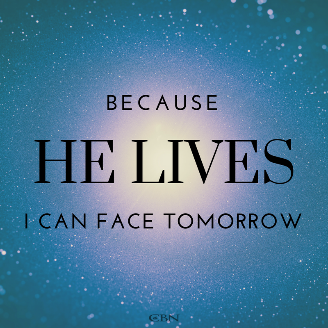 BECAUSE
HE LIVES
I CAN FACE TOMORROW
CBN